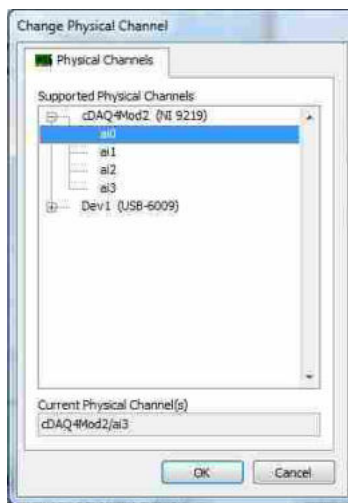 Change Physical Channel
Physical Channels
Supported Physical Channels
cDAQ4Mod2 (NI 9219)
ai0
ai1
ai2
ai3
Dev1 (USB-6009)
Current Physical Channel(s)
cDAQ4Mod2/ai3
OK
Cancel